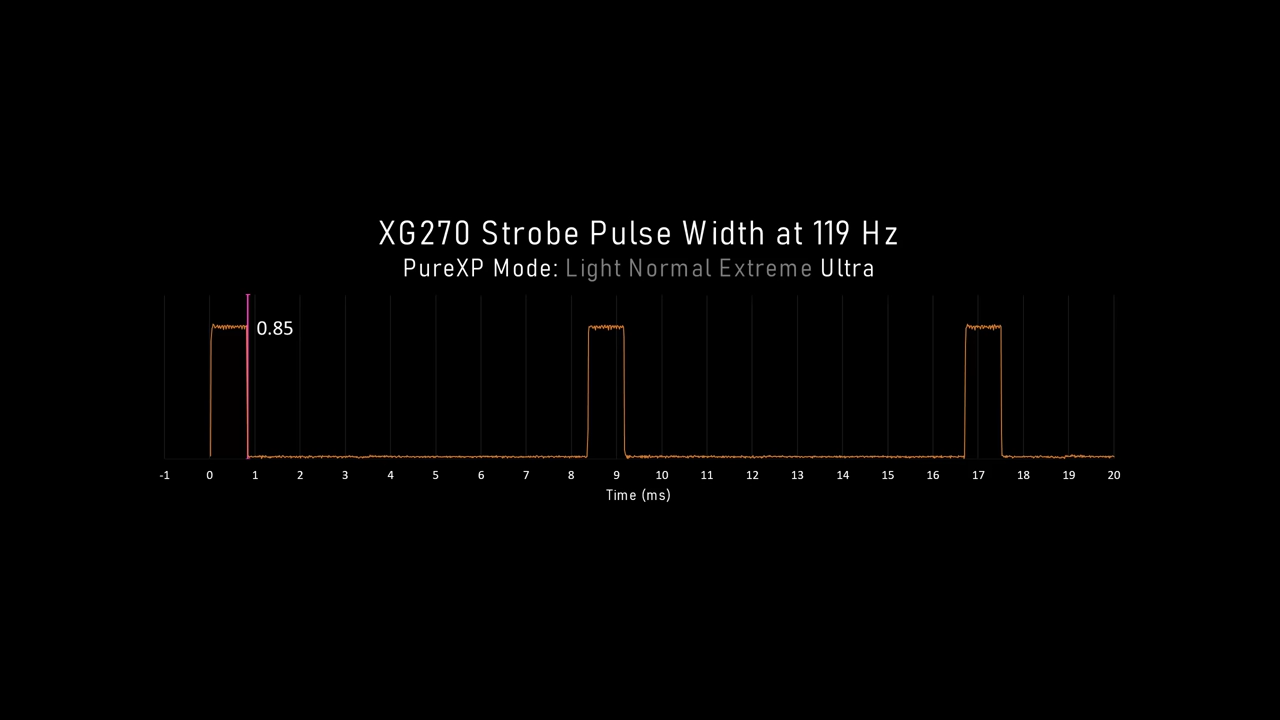 XG270 Strobe Pulse Width at 119 Hz
PureXP Mode: Light Normal Extreme Ultra
0.85
-1 0 1 2 3 4 5 6 7 8 9 10 11 12 13 14 15 16 17 18 19 20
Time (ms)